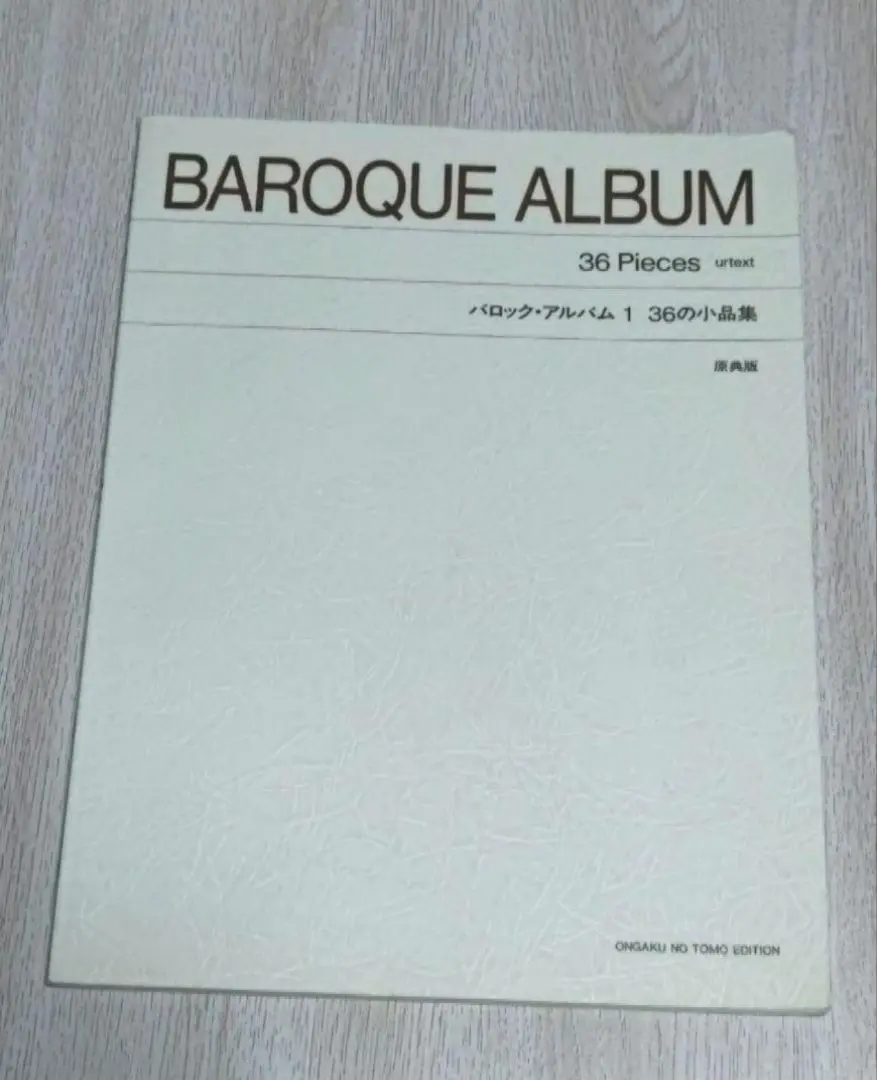 BAROQUE ALBUM
36 Pieces urtext
バロック・アルバム 1 36の小品集
原典版
ONGAKU NO TOMO EDITION